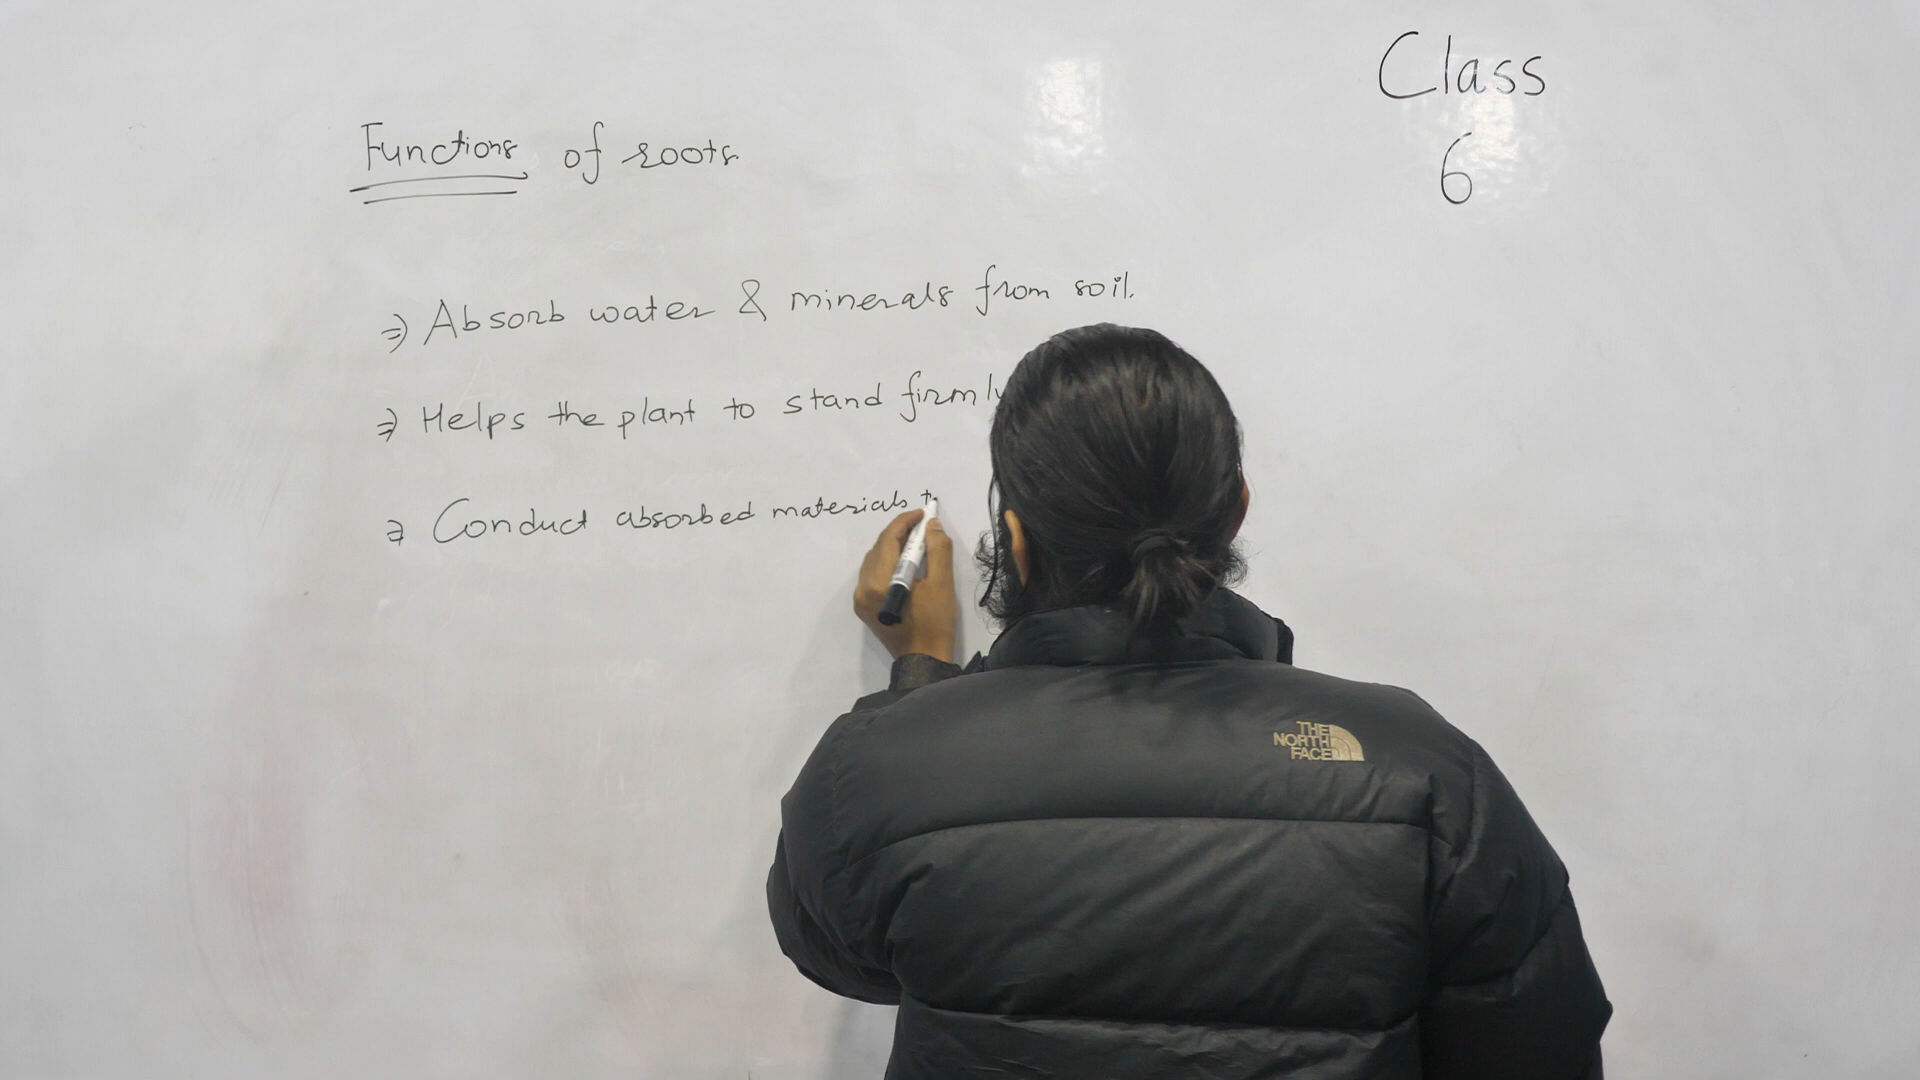 Class
6
Functions of roots
⇒ Absorb water & minerals from soil.
⇒ Helps the plant to stand firmly
⇒ Conduct absorbed materials
THE
NORTH
FACE